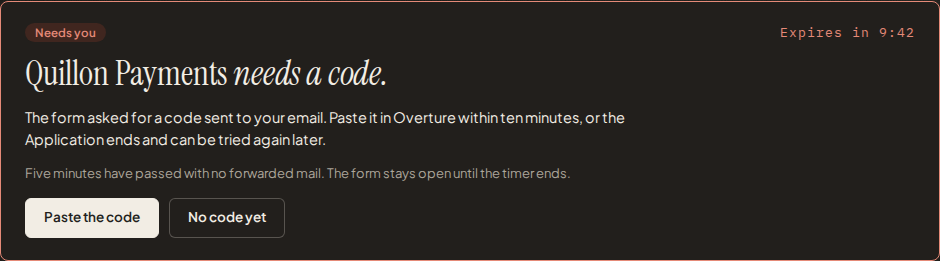 Needs you
Expires in 9:42
Quillon Payments needs a code.
The form asked for a code sent to your email. Paste it in Overture within ten minutes, or the
Application ends and can be tried again later.
Five minutes have passed with no forwarded mail. The form stays open until the timer ends.
Paste the code
No code yet